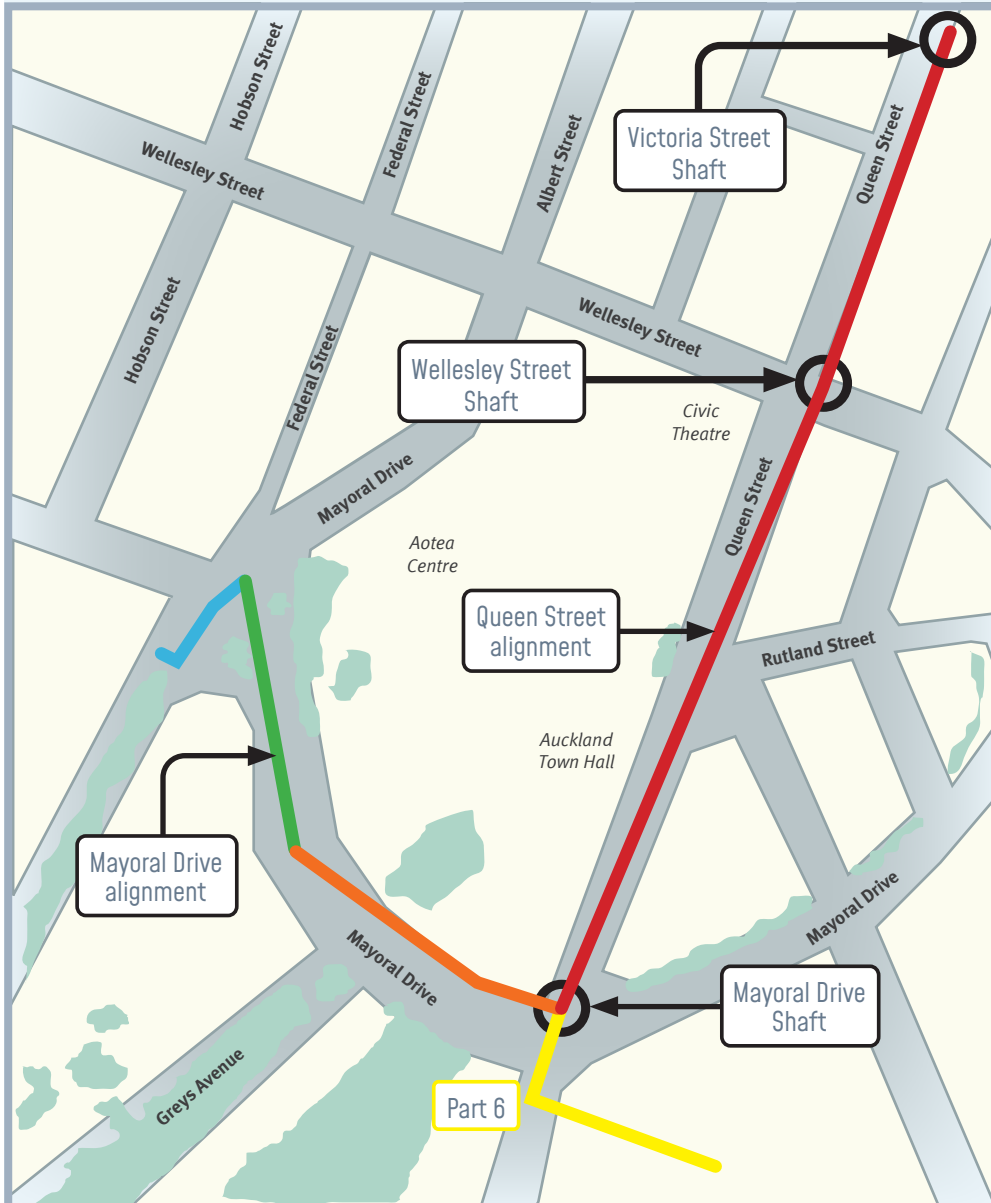 Hobson Street
Federal Street
Albert Street
Queen Street
Victoria Street
Shaft
Wellesley Street
Hobson Street
Federal Street
Wellesley Street
Wellesley Street
Shaft
Civic
Theatre
Mayoral Drive
Queen Street
Aotea
Centre
Queen Street
alignment
Rutland Street
Auckland
Town Hall
Mayoral Drive
alignment
Mayoral Drive
Mayoral Drive
Mayoral Drive
Shaft
Greys Avenue
Part 6